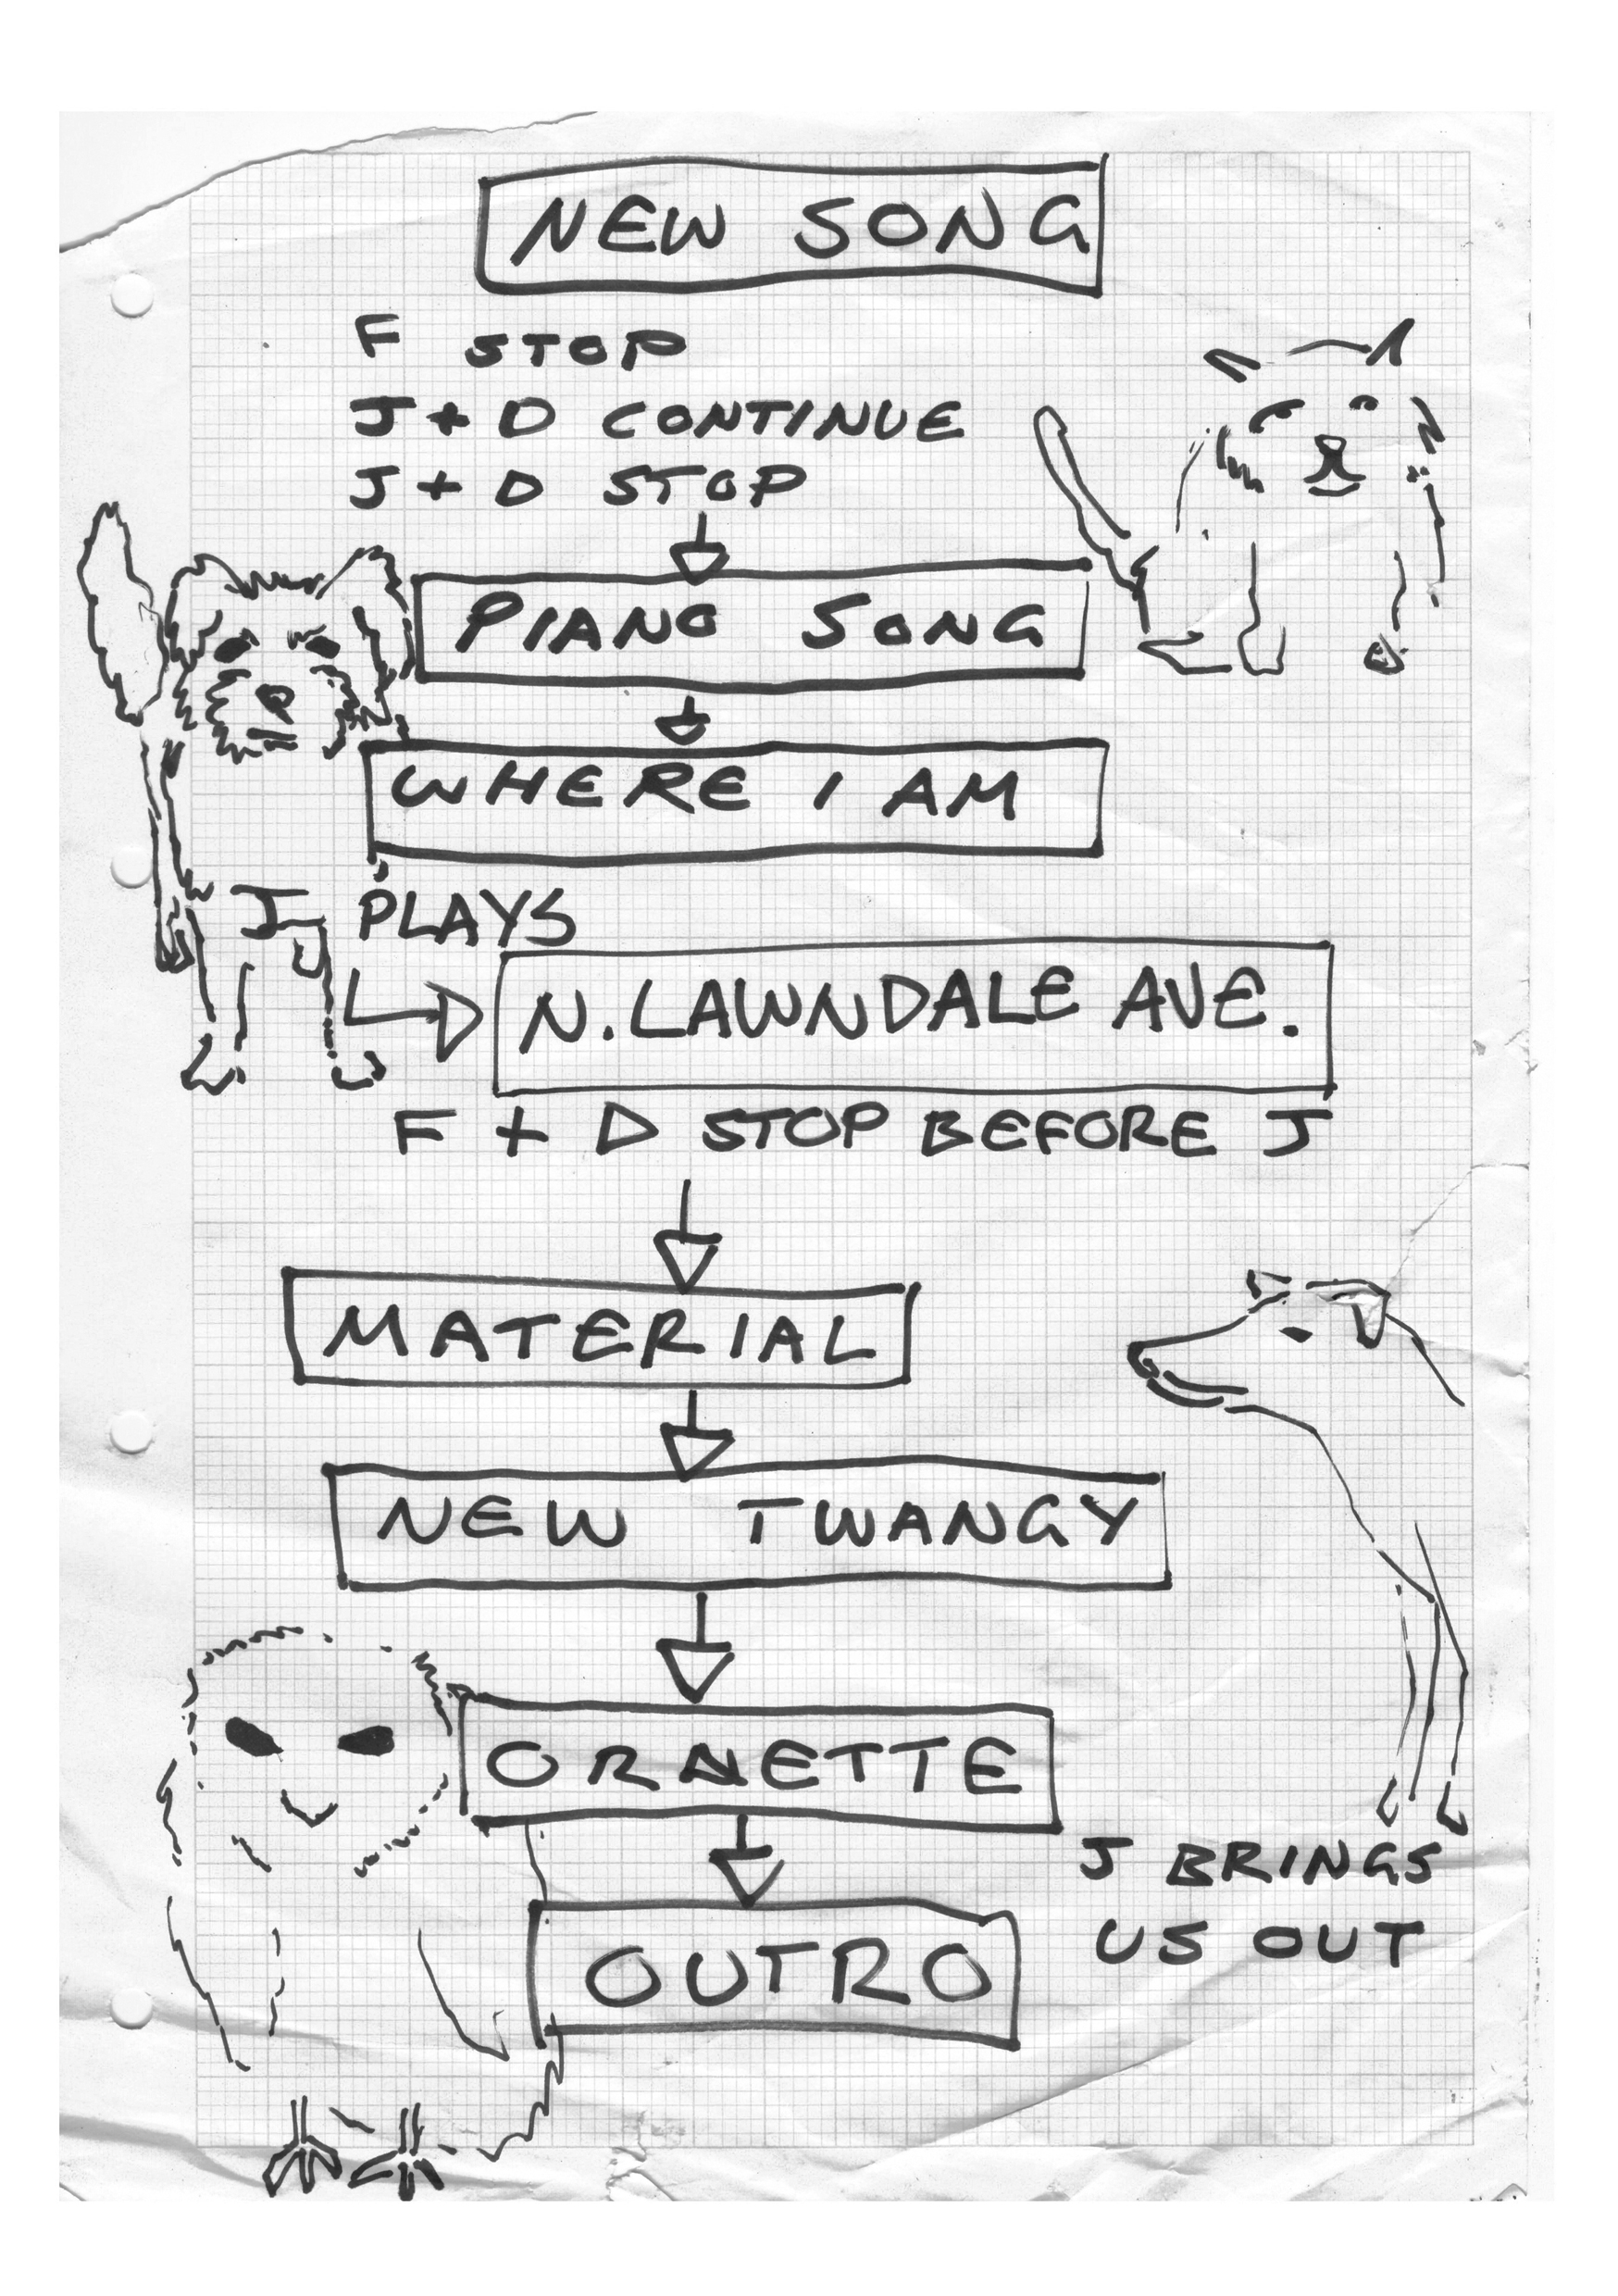 NEW SONG
F STOP
J + D CONTINUE
J + D STOP
PIANO SONG
WHERE I AM
J PLAYS
N. LAWNDALE AVE.
F + D STOP BEFORE J
MATERIAL
NEW TWANGY
ORNETTE
J BRINGS
US OUT
OUTRO